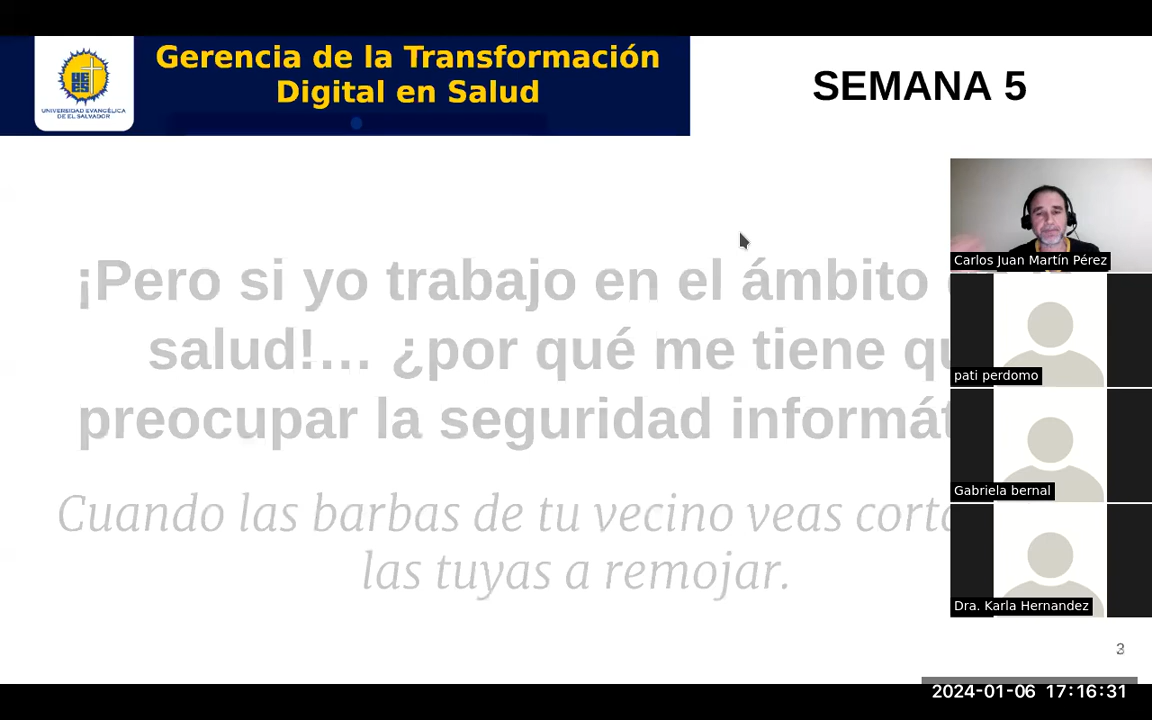 Gerencia de la Transformación
Digital en Salud
UNIVERSIDAD EVANGÉLICA
DE EL SALVADOR
SEMANA 5
¡Pero si yo trabajo en el ámbito
salud!... ¿por qué me tiene
preocupar la seguridad
Cuando las barbas de tu vecino veas
las tuyas a remojar.
Carlos Juan Martín Pérez
pati perdomo
Gabriela bernal
Dra. Karla Hernandez
2024-01-06 17:16:31